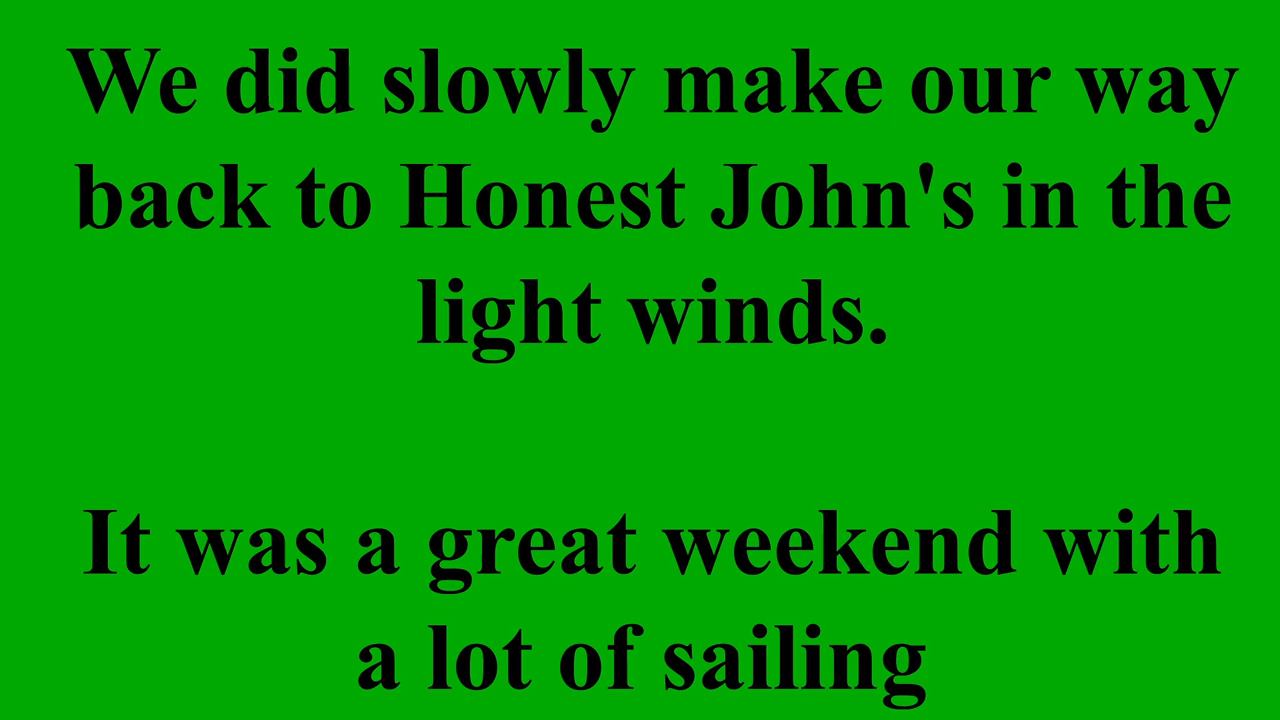 We did slowly make our way
back to Honest John's in the
light winds.
It was a great weekend with
a lot of sailing